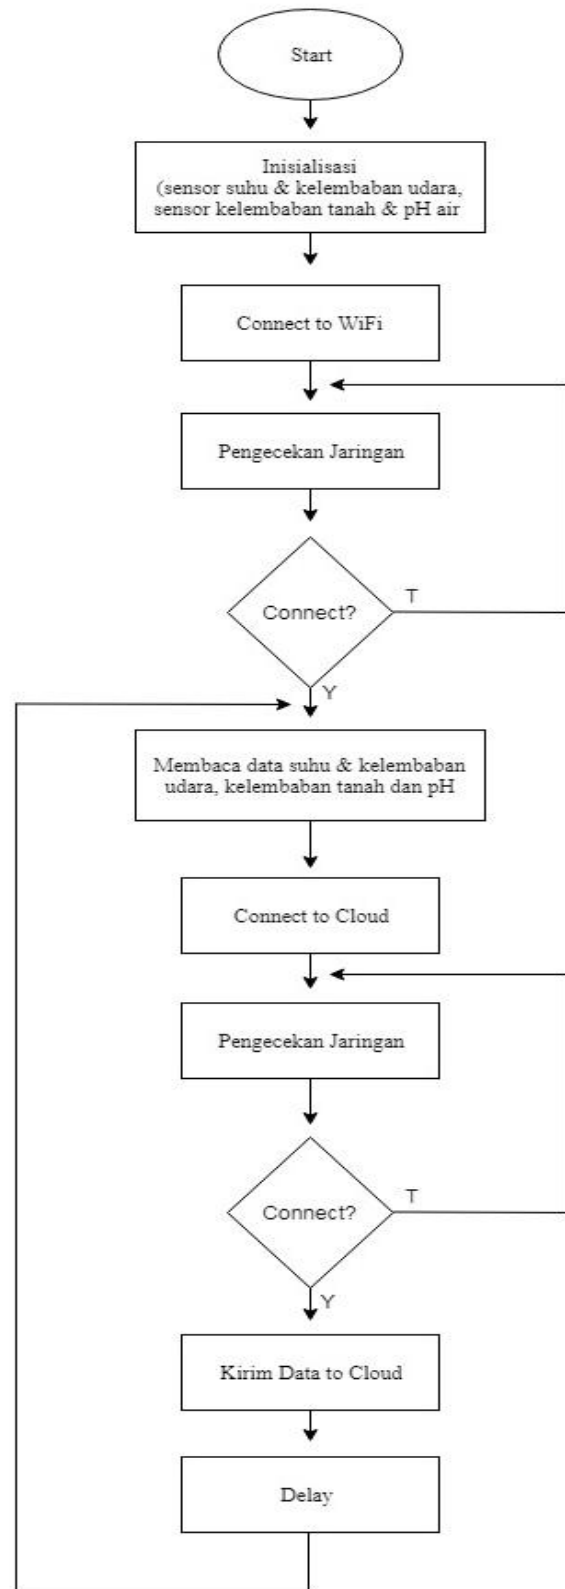 Start
Inisialisasi
(sensor suhu & kelembaban udara,
sensor kelembaban tanah & pH air
Connect to WiFi
Pengecekan Jaringan
Connect?
T
Y
Membaca data suhu & kelembaban
udara, kelembaban tanah dan pH
Connect to Cloud
Pengecekan Jaringan
Connect?
T
Y
Kirim Data to Cloud
Delay